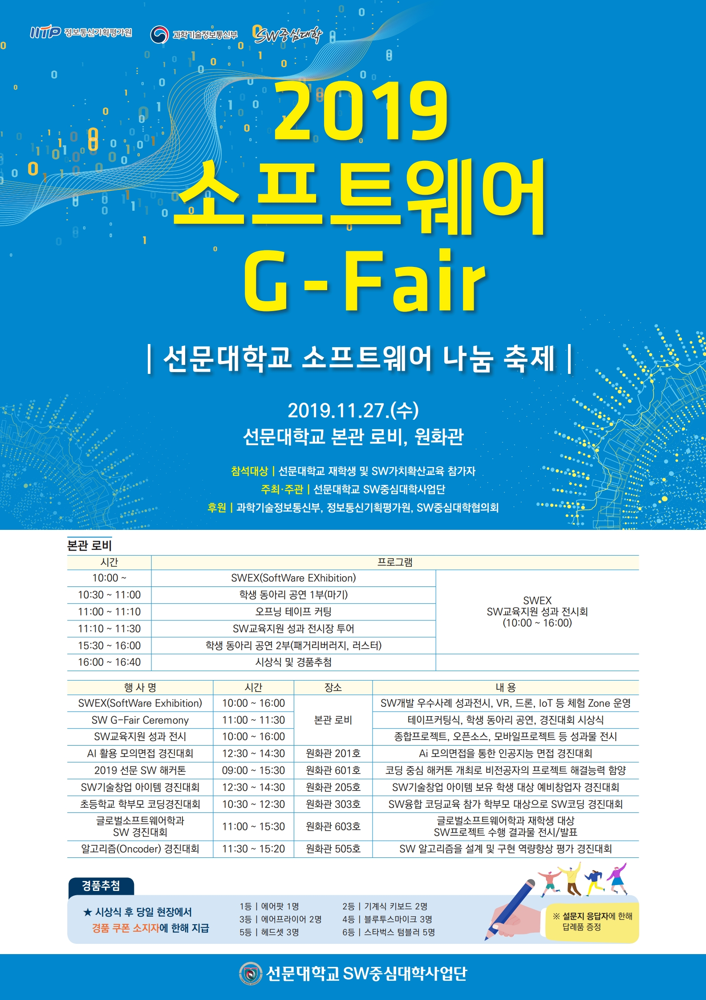 IITP 정보통신기획평가원 과학기술정보통신부 SW중심대학
2019
소프트웨어
G-Fair
| 선문대학교 소프트웨어 나눔 축제 |
2019.11.27.(수)
선문대학교 본관 로비, 원화관
참석대상 | 선문대학교 재학생 및 SW가치확산교육 참가자
주최·주관 | 선문대학교 SW중심대학사업단
후원 | 과학기술정보통신부, 정보통신기획평가원, SW중심대학협의회
본관 로비
시간 프로그램
10:00 ~ SWEX(SoftWare EXhibition)
10:30 ~ 11:00 학생 동아리 공연 1부(마기)
11:00 ~ 11:10 오프닝 테이프 커팅
11:10 ~ 11:30 SW교육지원 성과 전시장 투어
15:30 ~ 16:00 학생 동아리 공연 2부(패거리버러지, 러스터)
SWEX
SW교육지원 성과 전시회
(10:00 ~ 16:00)
16:00 ~ 16:40 시상식 및 경품추첨
행 사 명 시간 장소 내 용
SWEX(SoftWare Exhibition) 10:00 ~ 16:00 SW개발 우수사례 성과전시, VR, 드론, IoT 등 체험 Zone 운영
SW G-Fair Ceremony 11:00 ~ 11:30 본관 로비 테이프커팅식, 학생 동아리 공연, 경진대회 시상식
SW교육지원 성과 전시 10:00 ~ 16:00 종합프로젝트, 오픈소스, 모바일프로젝트 등 성과물 전시
AI 활용 모의면접 경진대회 12:30 ~ 14:30 원화관 201호 Ai 모의면접을 통한 인공지능 면접 경진대회
2019 선문 SW 해커톤 09:00 ~ 15:30 원화관 601호 코딩 중심 해커톤 개최로 비전공자의 프로젝트 해결능력 함양
SW기술창업 아이템 경진대회 12:30 ~ 14:30 원화관 205호 SW기술창업 아이템 보유 학생 대상 예비창업자 경진대회
초등학교 학부모 코딩경진대회 10:30 ~ 12:30 원화관 303호 SW융합 코딩교육 참가 학부모 대상으로 SW코딩 경진대회
글로벌소프트웨어학과
SW 경진대회 11:00 ~ 15:30 원화관 603호 글로벌소프트웨어학과 재학생 대상
SW프로젝트 수행 결과물 전시/발표
알고리즘(Oncoder) 경진대회 11:30 ~ 15:20 원화관 505호 SW 알고리즘을 설계 및 구현 역량향상 평가 경진대회
경품추첨
★ 시상식 후 당일 현장에서
경품 쿠폰 소지자에 한해 지급
1등 | 에어팟 1명 2등 | 기계식 키보드 2명
3등 | 에어프라이어 2명 4등 | 블루투스마이크 3명
5등 | 헤드셋 3명 6등 | 스타벅스 텀블러 5명
※ 설문지 응답자에 한해
답례품 증정
선문대학교 SW중심대학사업단